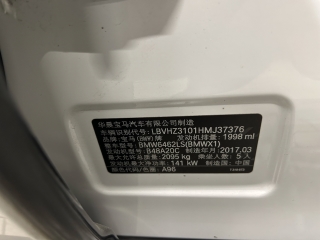 华晨宝马汽车有限公司制造
车辆识别代号: LBVHZ3101HMJ37376
品牌: 宝马(BMW)牌 发动机排量: 1998 ml
整车型号: BMW6462LS(BMWX1)
发动机型号: B48A20C 制造年月: 2017.03
最大允许总质量: 2095 kg 乘坐人数: 5人
发动机最大净功率: 141 kW 中国制造
颜色代码/色圈: A96